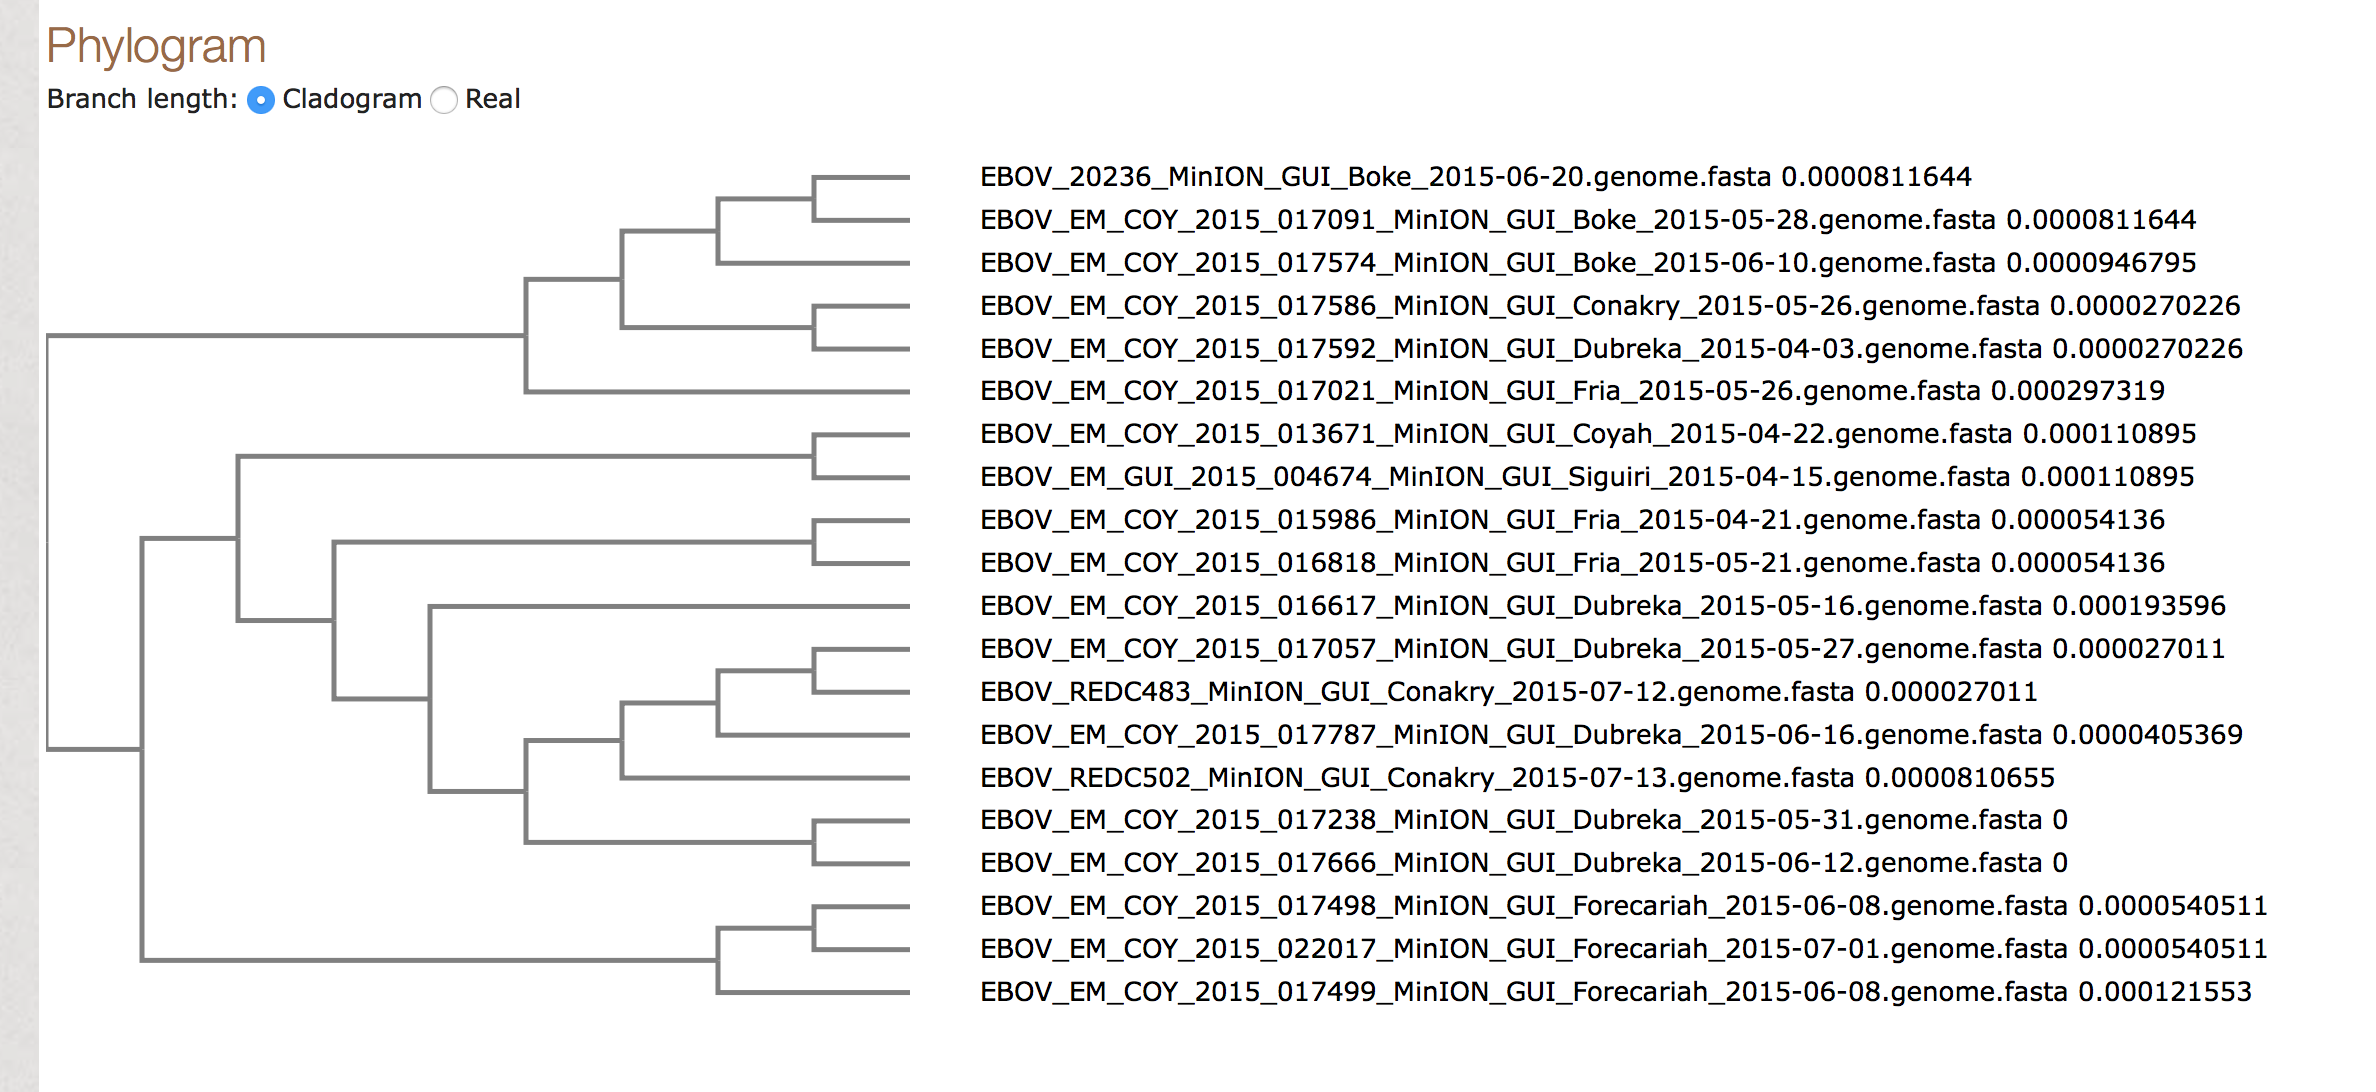 Phylogram
Branch length: Cladogram Real
EBOV_20236_MinION_GUI_Boke_2015-06-20.genome.fasta 0.0000811644
EBOV_EM_COY_2015_017091_MinION_GUI_Boke_2015-05-28.genome.fasta 0.0000811644
EBOV_EM_COY_2015_017574_MinION_GUI_Boke_2015-06-10.genome.fasta 0.0000946795
EBOV_EM_COY_2015_017586_MinION_GUI_Conakry_2015-05-26.genome.fasta 0.0000270226
EBOV_EM_COY_2015_017592_MinION_GUI_Dubreka_2015-04-03.genome.fasta 0.0000270226
EBOV_EM_COY_2015_017021_MinION_GUI_Fria_2015-05-26.genome.fasta 0.000297319
EBOV_EM_COY_2015_013671_MinION_GUI_Coyah_2015-04-22.genome.fasta 0.000110895
EBOV_EM_GUI_2015_004674_MinION_GUI_Siguiri_2015-04-15.genome.fasta 0.000110895
EBOV_EM_COY_2015_015986_MinION_GUI_Fria_2015-04-21.genome.fasta 0.000054136
EBOV_EM_COY_2015_016818_MinION_GUI_Fria_2015-05-21.genome.fasta 0.000054136
EBOV_EM_COY_2015_016617_MinION_GUI_Dubreka_2015-05-16.genome.fasta 0.000193596
EBOV_EM_COY_2015_017057_MinION_GUI_Dubreka_2015-05-27.genome.fasta 0.000027011
EBOV_REDC483_MinION_GUI_Conakry_2015-07-12.genome.fasta 0.000027011
EBOV_EM_COY_2015_017787_MinION_GUI_Dubreka_2015-06-16.genome.fasta 0.0000405369
EBOV_REDC502_MinION_GUI_Conakry_2015-07-13.genome.fasta 0.0000810655
EBOV_EM_COY_2015_017238_MinION_GUI_Dubreka_2015-05-31.genome.fasta 0
EBOV_EM_COY_2015_017666_MinION_GUI_Dubreka_2015-06-12.genome.fasta 0
EBOV_EM_COY_2015_017498_MinION_GUI_Forecariah_2015-06-08.genome.fasta 0.0000540511
EBOV_EM_COY_2015_022017_MinION_GUI_Forecariah_2015-07-01.genome.fasta 0.0000540511
EBOV_EM_COY_2015_017499_MinION_GUI_Forecariah_2015-06-08.genome.fasta 0.000121553